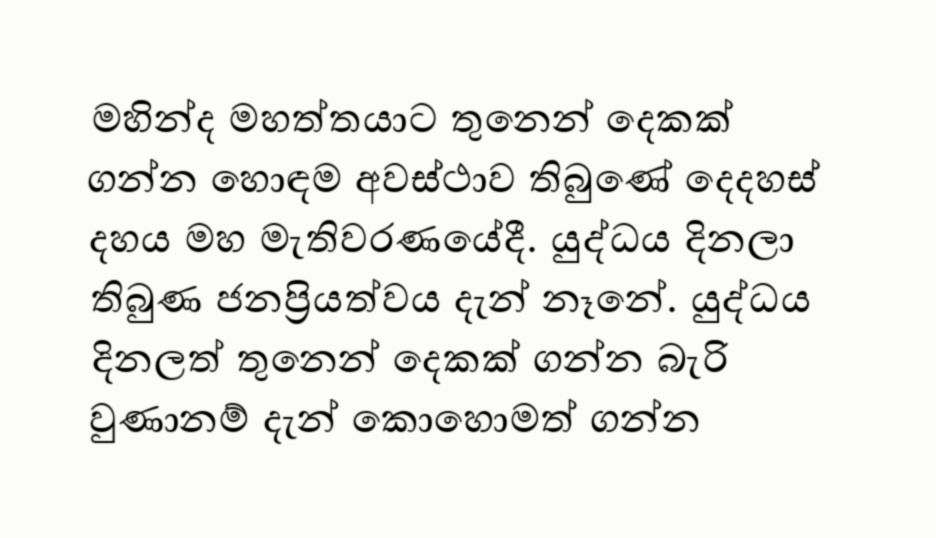 මහින්ද මහත්තයාට තුනෙන් දෙකක්
ගන්න හොඳම අවස්ථාව තිබුණේ දෙදහස්
දහය මහ මැතිවරණයේදී. යුද්ධය දිනලා
තිබුණ ජනප්‍රියත්වය දැන් නෑනේ. යුද්ධය
දිනලත් තුනෙන් දෙකක් ගන්න බැරි
වුණානම් දැන් කොහොමත් ගන්න